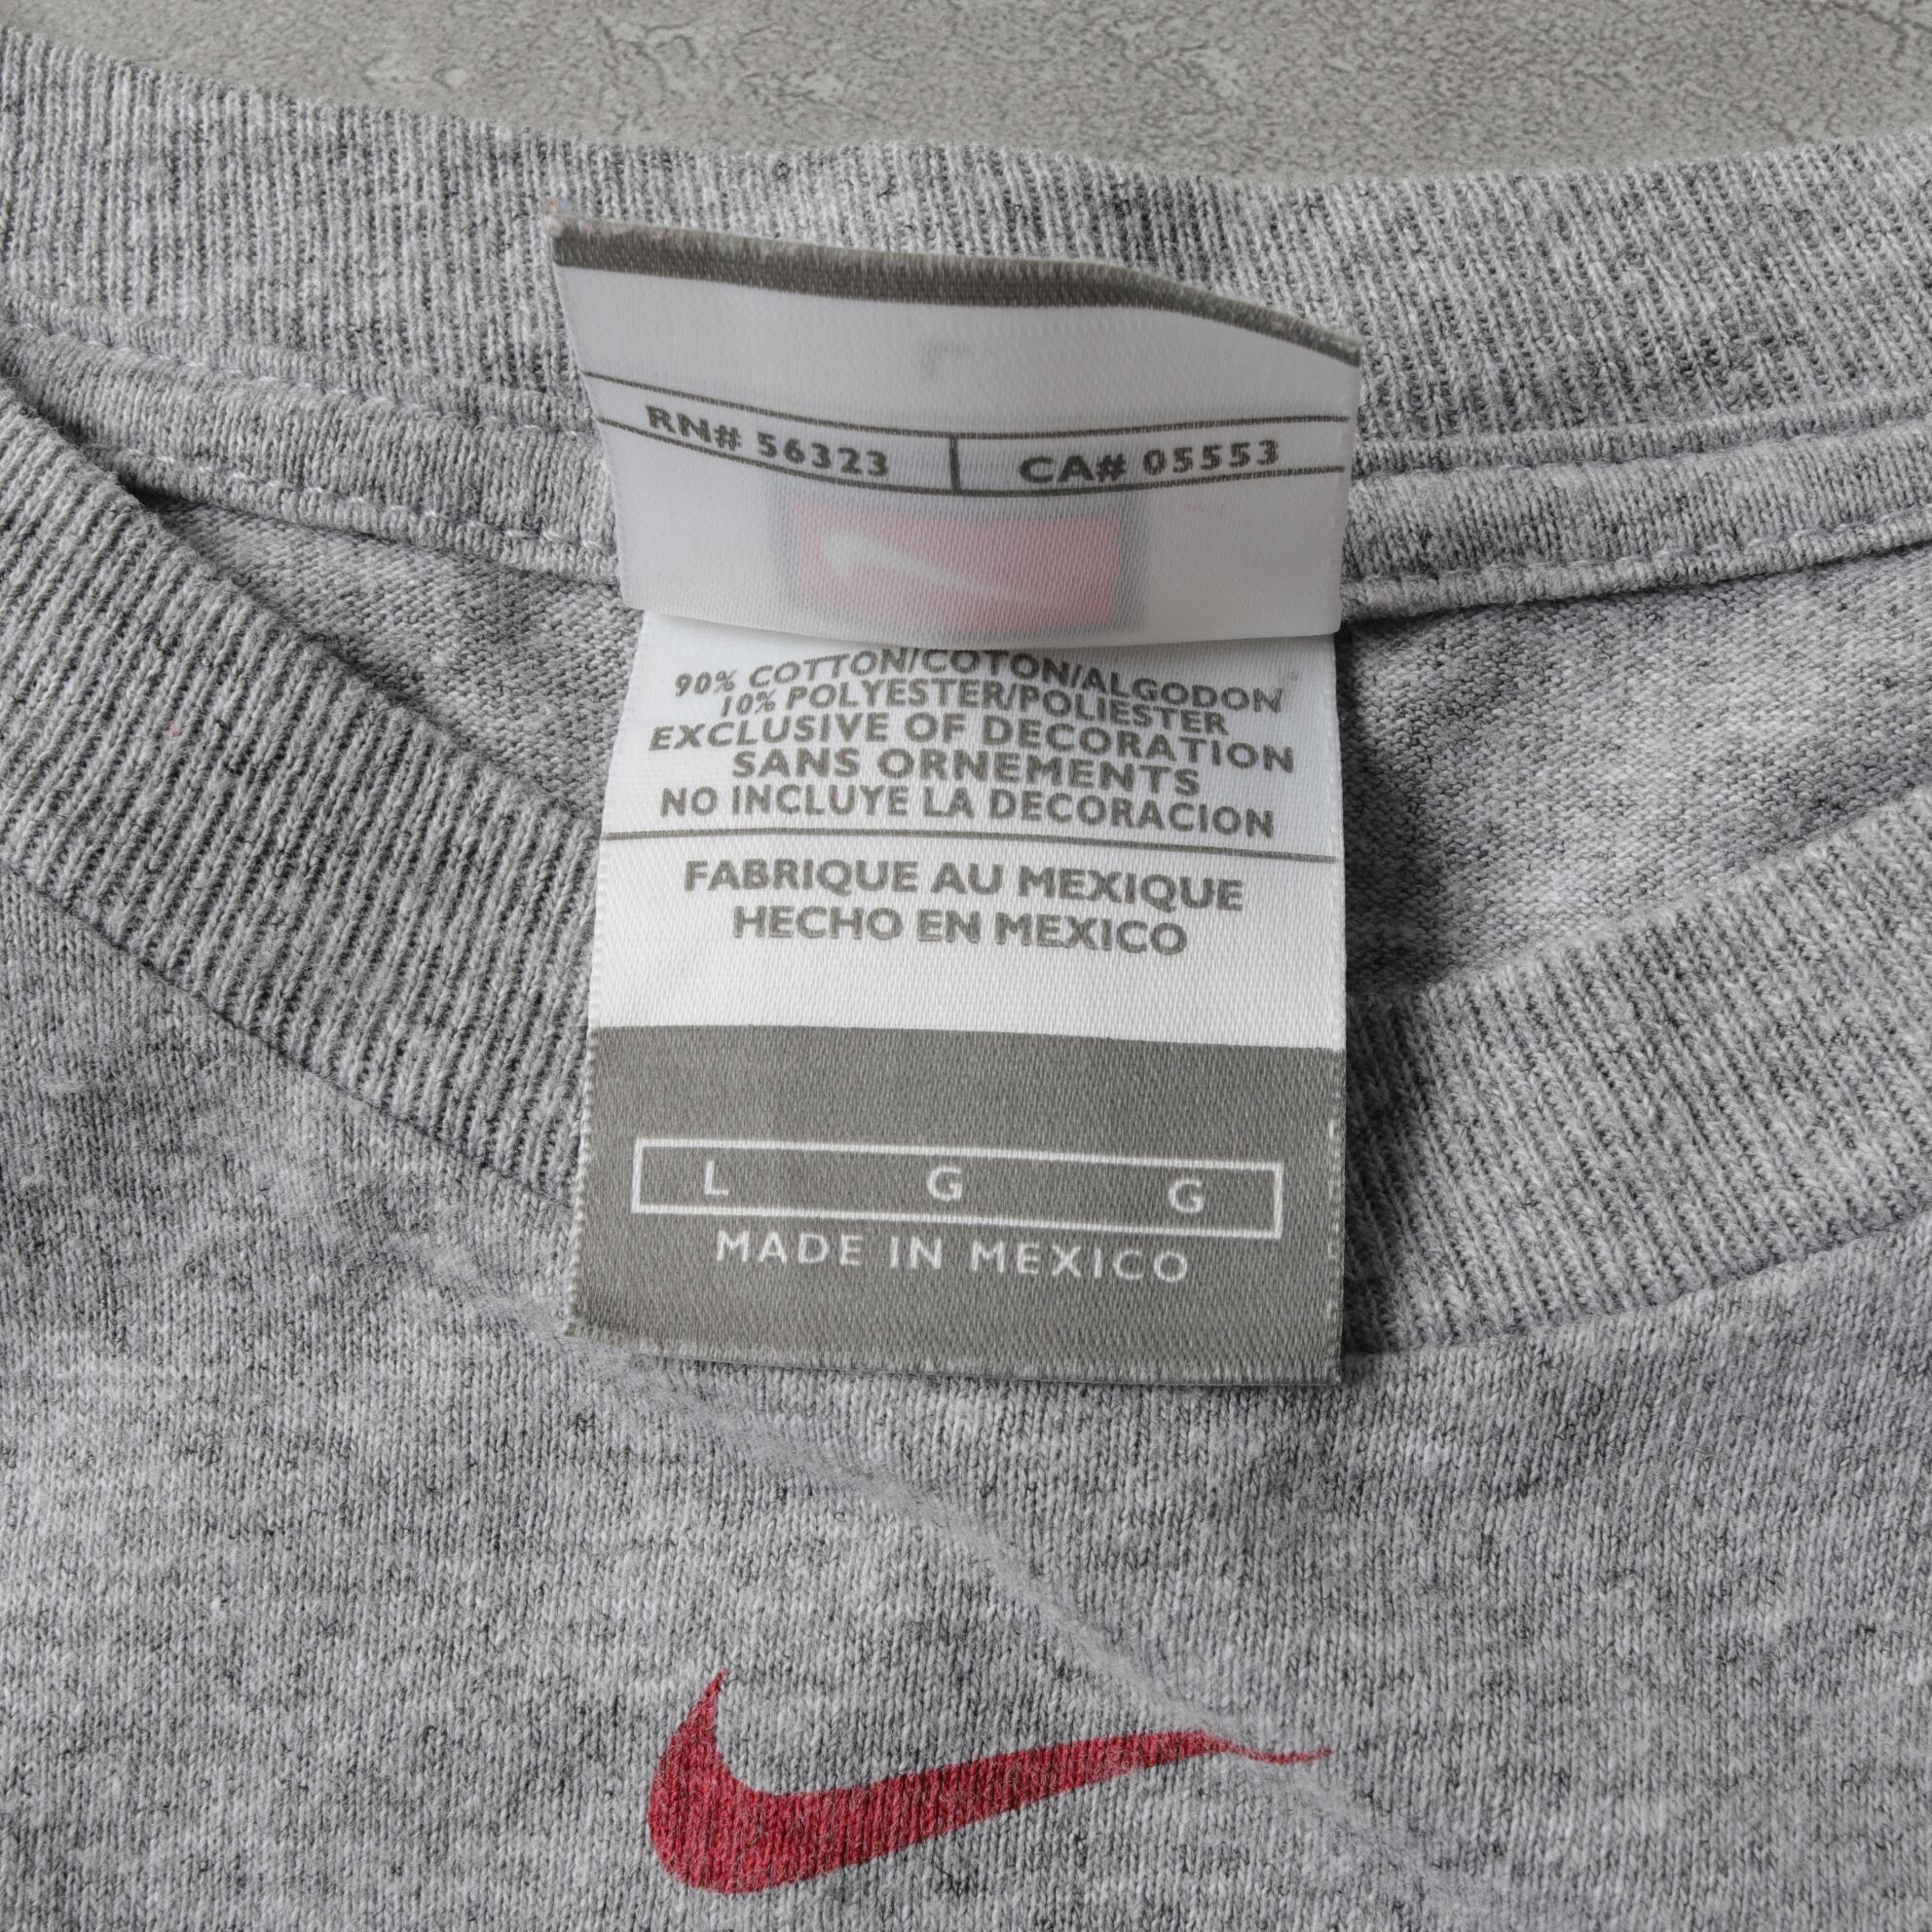 RN# 56323 CA# 05553
90% COTTON/COTON/ALGODON
10% POLYESTER/POLIESTER
EXCLUSIVE OF DECORATION
SANS ORNEMENTS
NO INCLUYE LA DECORACION
FABRIQUE AU MEXIQUE
HECHO EN MEXICO
L G G
MADE IN MEXICO